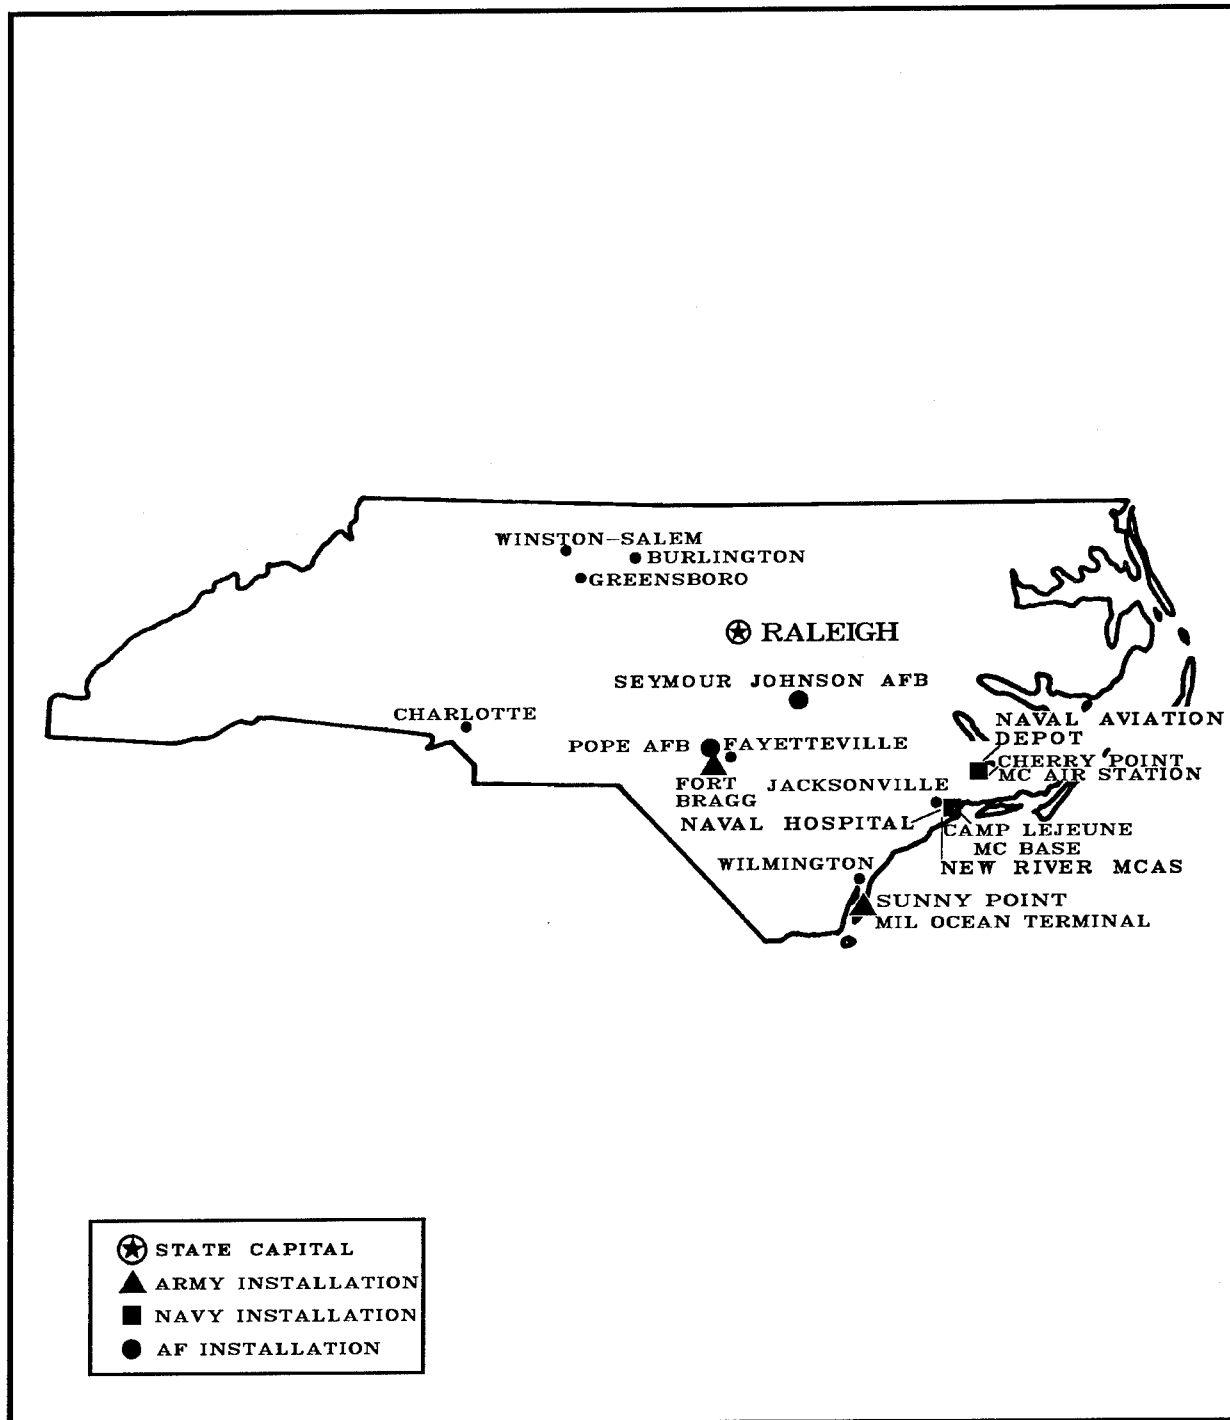 WINSTON-SALEM
BURLINGTON
GREENSBORO
RALEIGH
SEYMOUR JOHNSON AFB
CHARLOTTE
NAVAL AVIATION
DEPOT
POPE AFB
FAYETTEVILLE
CHERRY POINT
MC AIR STATION
FORT
BRAGG
JACKSONVILLE
NAVAL HOSPITAL
CAMP LEJEUNE
MC BASE
NEW RIVER MCAS
WILMINGTON
SUNNY POINT
MIL OCEAN TERMINAL
STATE CAPITAL
ARMY INSTALLATION
NAVY INSTALLATION
AF INSTALLATION